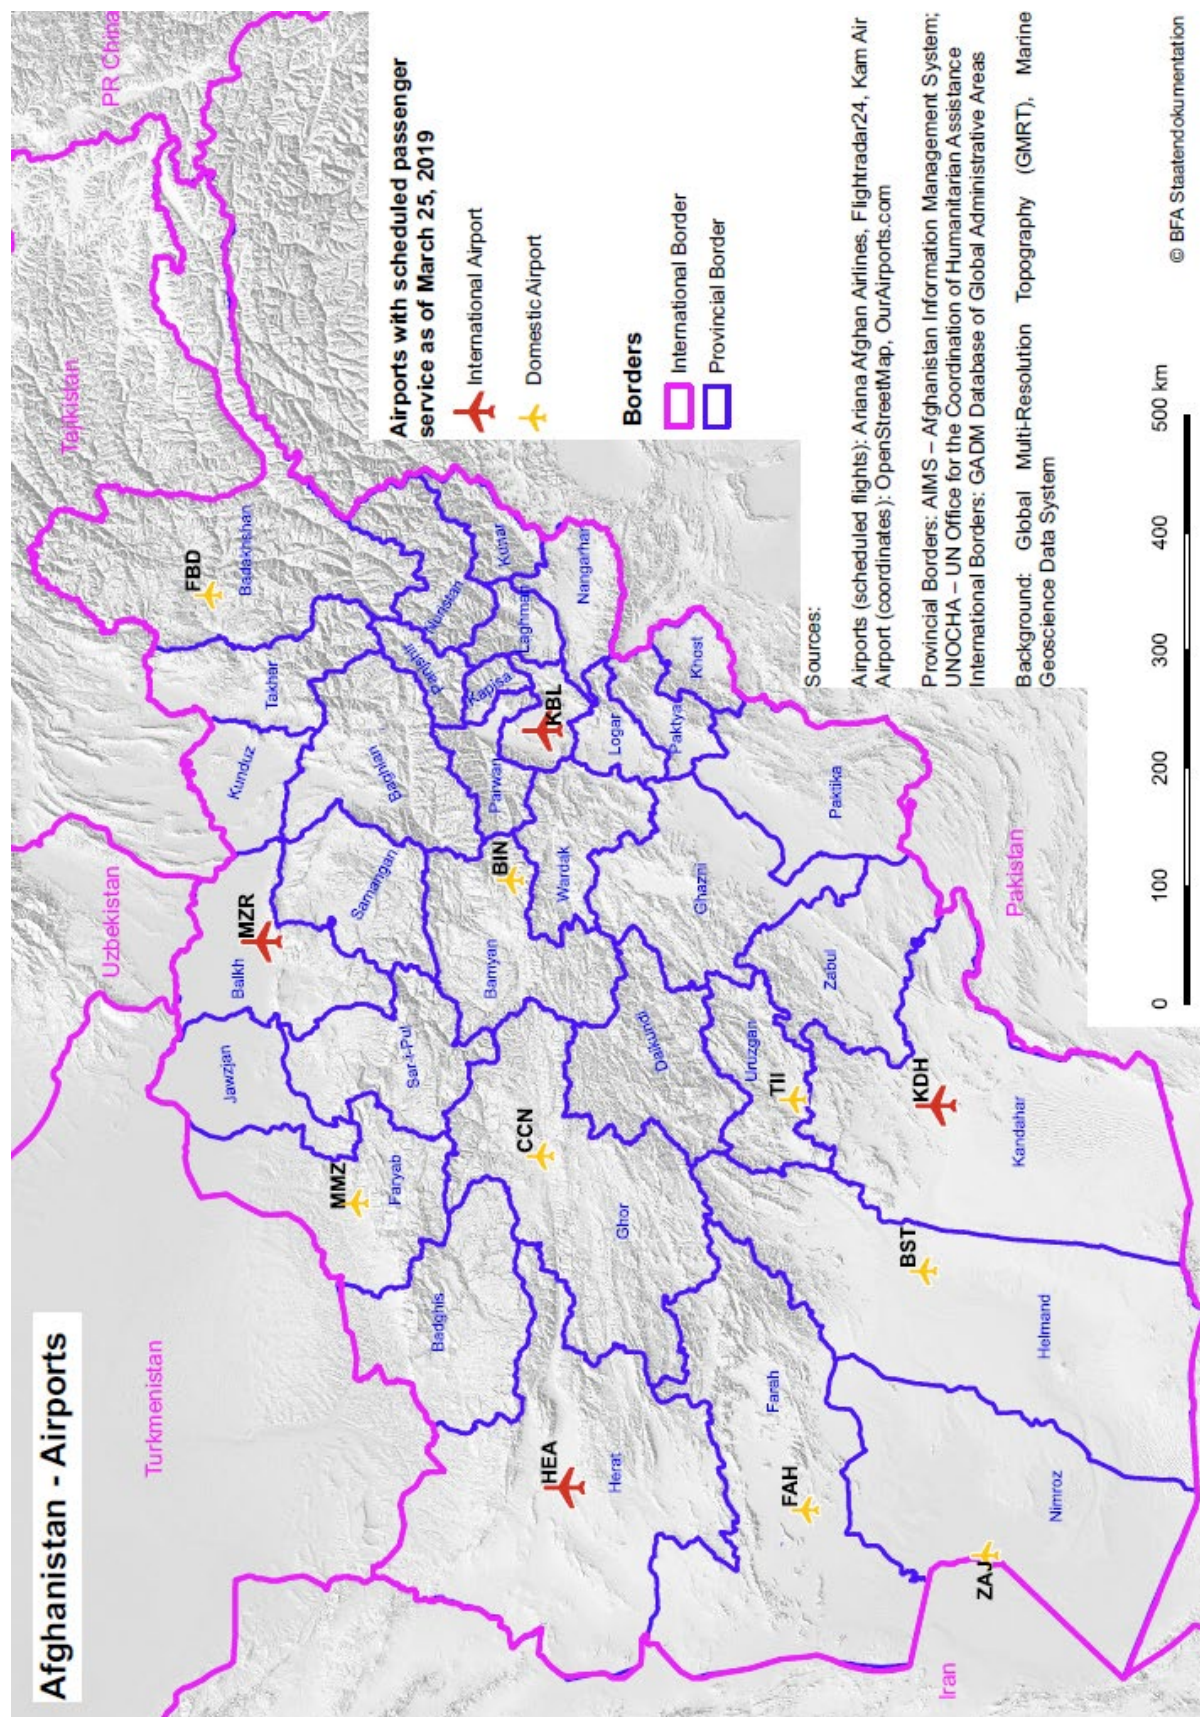 Afghanistan - Airports
PR China
Tajikistan
Uzbekistan
Turkmenistan
Iran
Pakistan
FBD
Badakhshan
Takhar
Kunduz
Baghlan
Nuristan
Kunar
Laghman
Nangarhar
Panjshir
Kapisa
KBL
Parwan
Logar
Paktya
Khost
Paktika
MZR
Balkh
Samangan
BIN
Wardak
Ghazni
Bamyan
Zabul
Jawzjan
Sar-i-Pul
Daikundi
Uruzgan
TII
KDH
Kandahar
MMZ
Faryab
CCN
Ghor
Badghis
BST
Helmand
HEA
Herat
Farah
FAH
Nimroz
ZAJ
Airports with scheduled passenger
service as of March 25, 2019
International Airport
Domestic Airport
Borders
International Border
Provincial Border
Sources:
Airports (scheduled flights): Ariana Afghan Airlines, Flightradar24, Kam Air
Airport (coordinates): OpenStreetMap, OurAirports.com
Provincial Borders: AIMS – Afghanistan Information Management System;
UNOCHA – UN Office for the Coordination of Humanitarian Assistance
International Borders: GADM Database of Global Administrative Areas
Background: Global Multi-Resolution Topography (GMRT), Marine
Geoscience Data System
0 100 200 300 400 500 km
© BFA Staatendokumentation